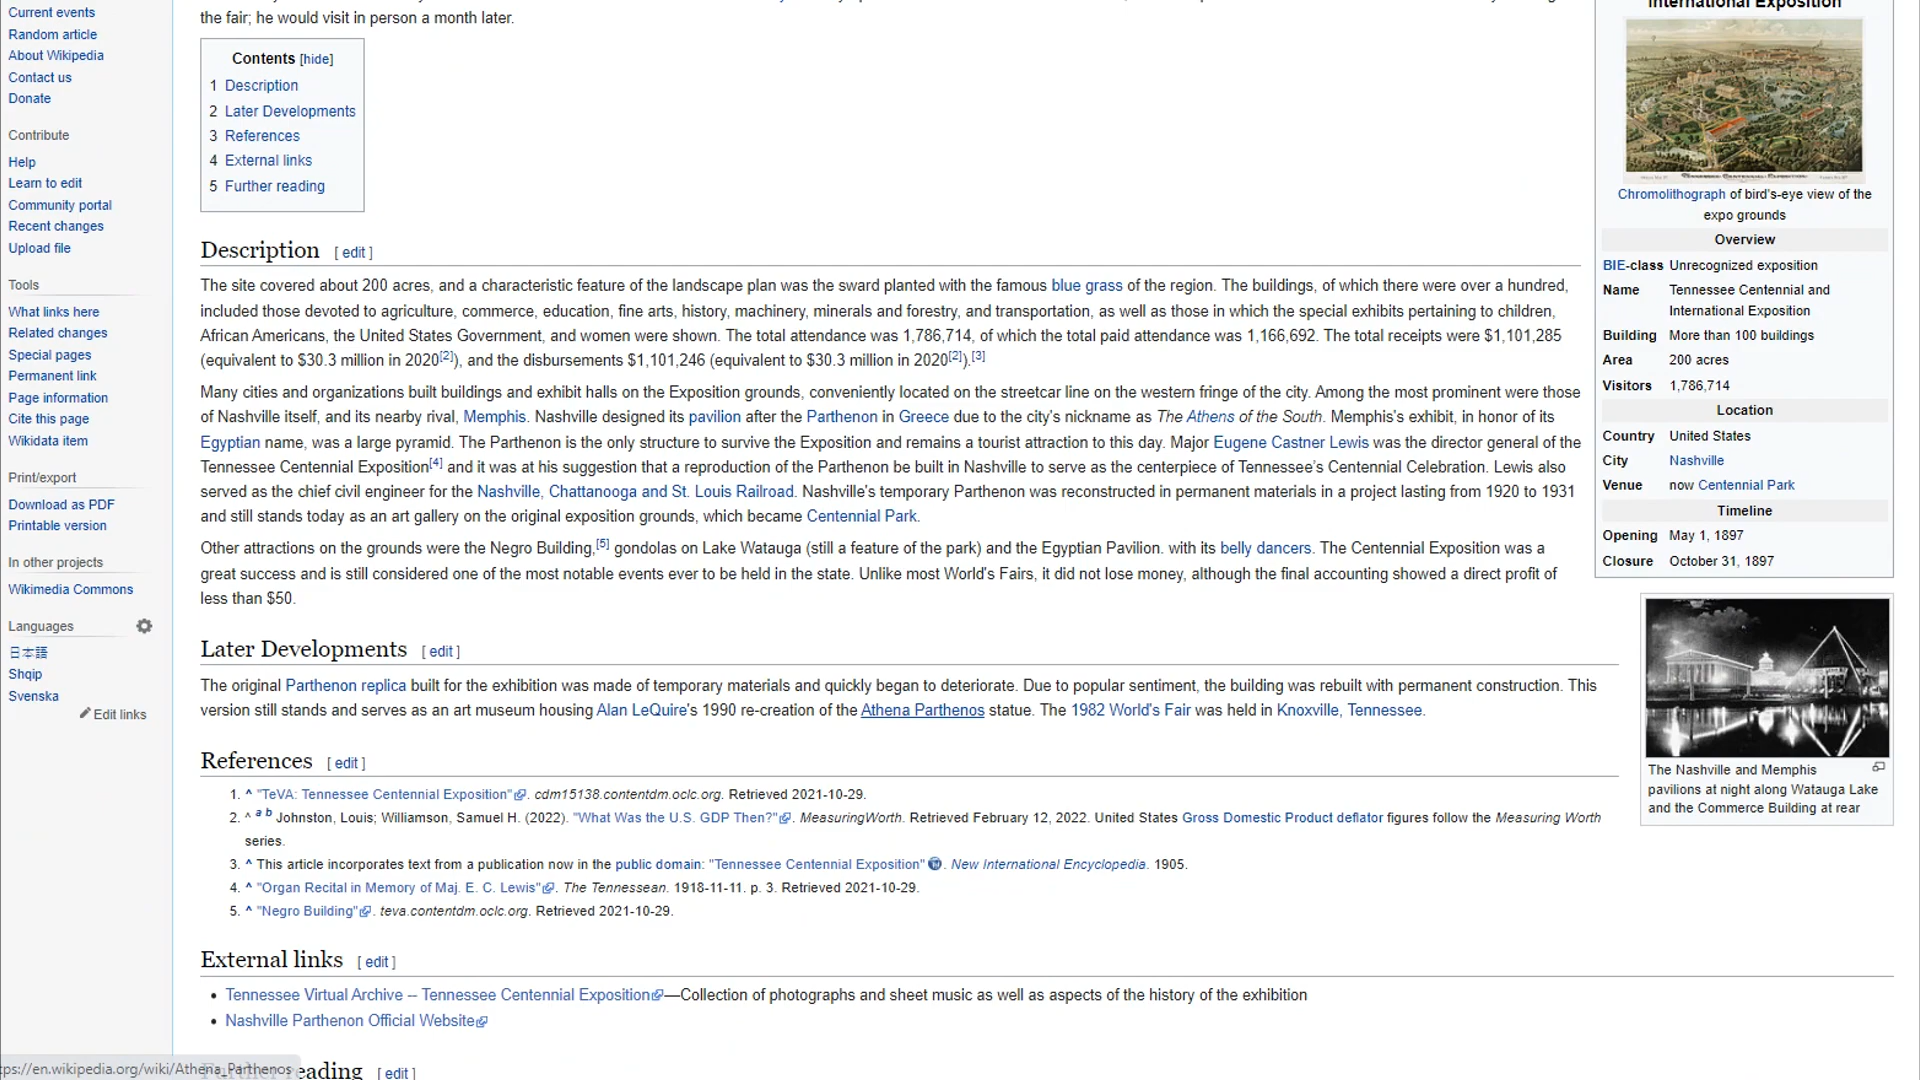 Current events
Random article
About Wikipedia
Contact us
Donate
Contribute
Help
Learn to edit
Community portal
Recent changes
Upload file
Tools
What links here
Related changes
Special pages
Permanent link
Page information
Cite this page
Wikidata item
Print/export
Download as PDF
Printable version
In other projects
Wikimedia Commons
Languages
日本語
Shqip
Svenska
Edit links
the fair; he would visit in person a month later.
Contents [hide]
1 Description
2 Later Developments
3 References
4 External links
5 Further reading
Description [ edit ]
The site covered about 200 acres, and a characteristic feature of the landscape plan was the sward planted with the famous blue grass of the region. The buildings, of which there were over a hundred,
included those devoted to agriculture, commerce, education, fine arts, history, machinery, minerals and forestry, and transportation, as well as those in which the special exhibits pertaining to children,
African Americans, the United States Government, and women were shown. The total attendance was 1,786,714, of which the total paid attendance was 1,166,692. The total receipts were $1,101,285
(equivalent to $30.3 million in 2020[2]), and the disbursements $1,101,246 (equivalent to $30.3 million in 2020[2]).[3]
Many cities and organizations built buildings and exhibit halls on the Exposition grounds, conveniently located on the streetcar line on the western fringe of the city. Among the most prominent were those
of Nashville itself, and its nearby rival, Memphis. Nashville designed its pavilion after the Parthenon in Greece due to the city's nickname as The Athens of the South. Memphis's exhibit, in honor of its
Egyptian name, was a large pyramid. The Parthenon is the only structure to survive the Exposition and remains a tourist attraction to this day. Major Eugene Castner Lewis was the director general of the
Tennessee Centennial Exposition[4] and it was at his suggestion that a reproduction of the Parthenon be built in Nashville to serve as the centerpiece of Tennessee's Centennial Celebration. Lewis also
served as the chief civil engineer for the Nashville, Chattanooga and St. Louis Railroad. Nashville's temporary Parthenon was reconstructed in permanent materials in a project lasting from 1920 to 1931
and still stands today as an art gallery on the original exposition grounds, which became Centennial Park.
Other attractions on the grounds were the Negro Building,[5] gondolas on Lake Watauga (still a feature of the park) and the Egyptian Pavilion. with its belly dancers. The Centennial Exposition was a
great success and is still considered one of the most notable events ever to be held in the state. Unlike most World's Fairs, it did not lose money, although the final accounting showed a direct profit of
less than $50.
Later Developments [ edit ]
The original Parthenon replica built for the exhibition was made of temporary materials and quickly began to deteriorate. Due to popular sentiment, the building was rebuilt with permanent construction. This
version still stands and serves as an art museum housing Alan LeQuire's 1990 re-creation of the Athena Parthenos statue. The 1982 World's Fair was held in Knoxville, Tennessee.
References [ edit ]
1. ^ "TeVA: Tennessee Centennial Exposition". cdm15138.contentdm.oclc.org. Retrieved 2021-10-29.
2. ^ a b Johnston, Louis; Williamson, Samuel H. (2022). "What Was the U.S. GDP Then?". MeasuringWorth. Retrieved February 12, 2022. United States Gross Domestic Product deflator figures follow the Measuring Worth
series.
3. ^ This article incorporates text from a publication now in the public domain: "Tennessee Centennial Exposition". New International Encyclopedia. 1905.
4. ^ "Organ Recital in Memory of Maj. E. C. Lewis". The Tennessean. 1918-11-11. p. 3. Retrieved 2021-10-29.
5. ^ "Negro Building". teva.contentdm.oclc.org. Retrieved 2021-10-29.
External links [ edit ]
• Tennessee Virtual Archive -- Tennessee Centennial Exposition—Collection of photographs and sheet music as well as aspects of the history of the exhibition
• Nashville Parthenon Official Website
Further reading [ edit ]
International Exposition
Chromolithograph of bird's-eye view of the
expo grounds
Overview
BIE-class Unrecognized exposition
Name Tennessee Centennial and
International Exposition
Building More than 100 buildings
Area 200 acres
Visitors 1,786,714
Location
Country United States
City Nashville
Venue now Centennial Park
Timeline
Opening May 1, 1897
Closure October 31, 1897
The Nashville and Memphis
pavilions at night along Watauga Lake
and the Commerce Building at rear
tps://en.wikipedia.org/wiki/Athena_Parthenos